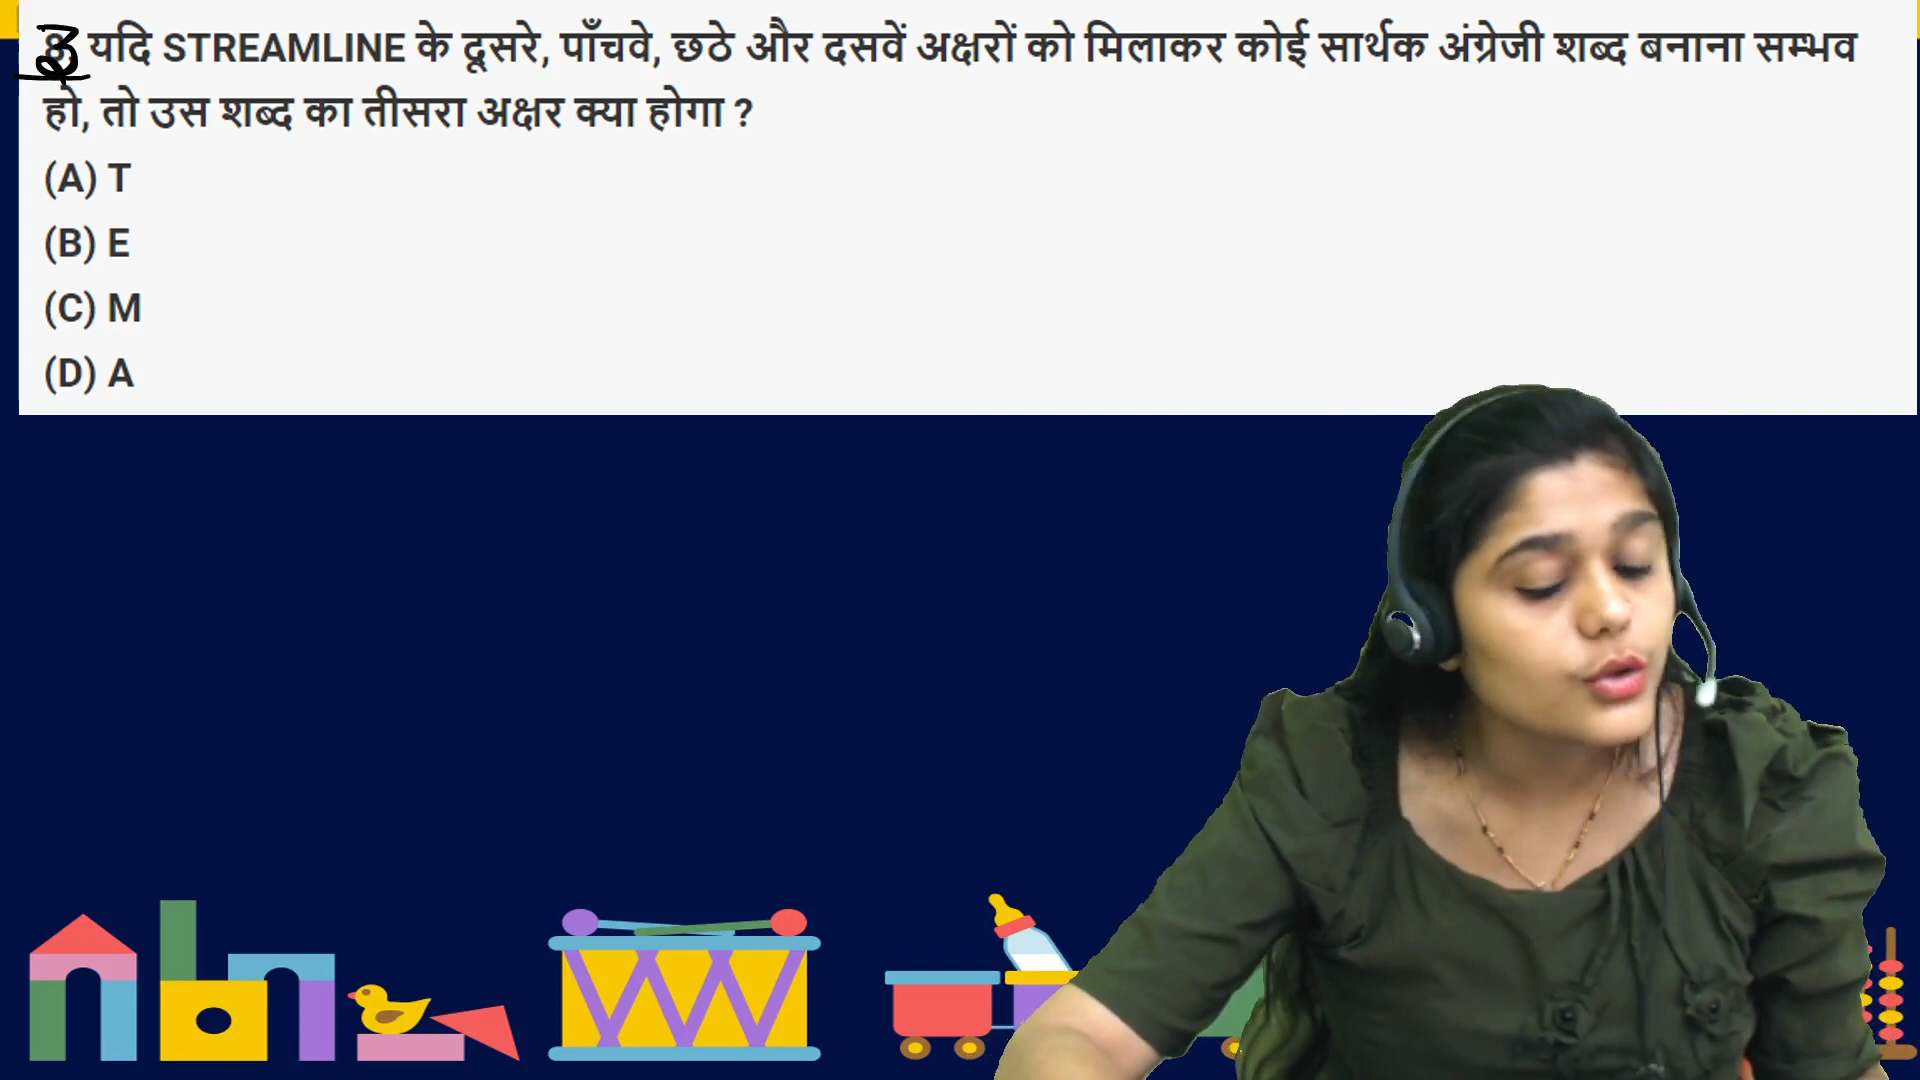 3 यदि STREAMLINE के दूसरे, पाँचवे, छठे और दसवें अक्षरों को मिलाकर कोई सार्थक अंग्रेजी शब्द बनाना सम्भव
हो, तो उस शब्द का तीसरा अक्षर क्या होगा ?
(A) T
(B) E
(C) M
(D) A